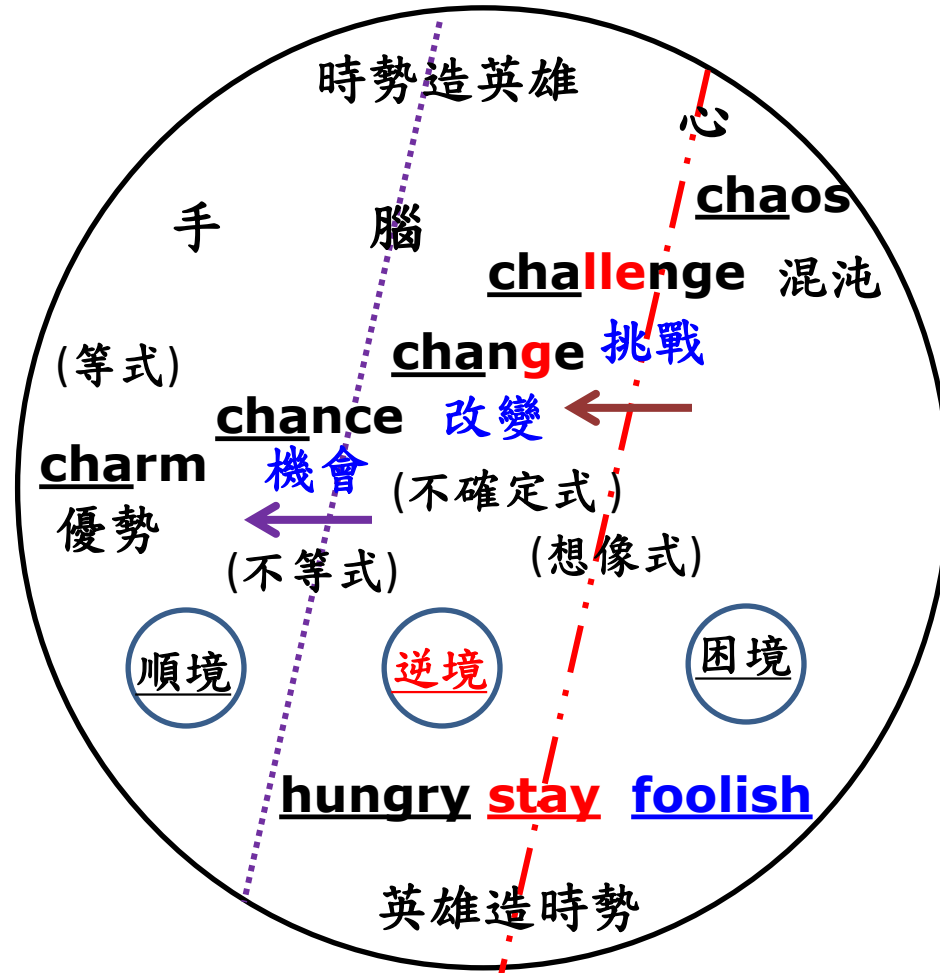 時勢造英雄
心
chaos
手
腦
challenge
混沌
change
挑戰
(等式)
chance
改變
charm
機會
(不確定式)
優勢
(不等式)
(想像式)
順境
逆境
困境
hungry stay foolish
英雄造時勢